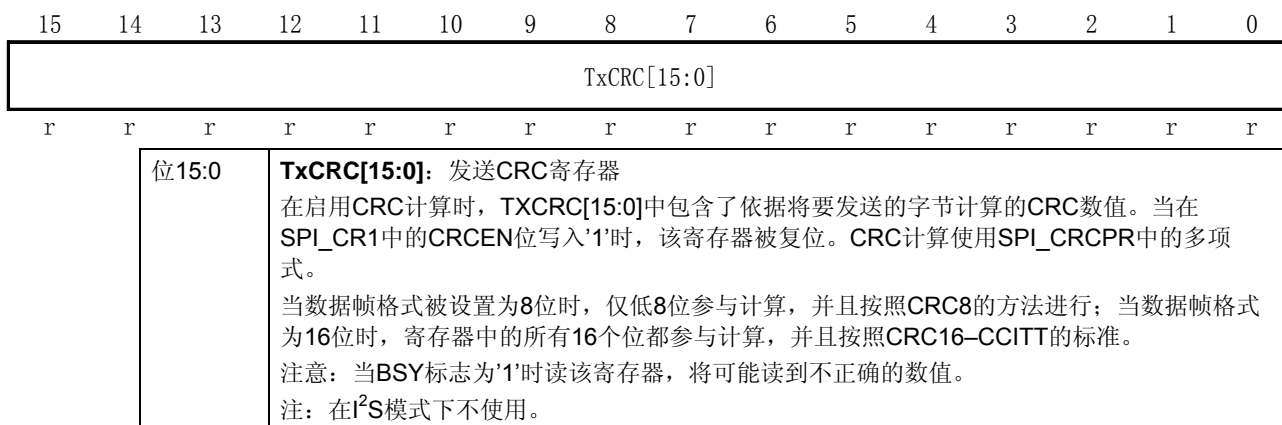 15 14 13 12 11 10 9 8 7 6 5 4 3 2 1 0
TxCRC[15:0]
r r r r r r r r r r r r r r r r
位15:0 TxCRC[15:0]：发送CRC寄存器
在启用CRC计算时，TXCRC[15:0]中包含了依据将要发送的字节计算的CRC数值。当在
SPI_CR1中的CRCEN位写入'1'时，该寄存器被复位。CRC计算使用SPI_CRCPR中的多项
式。
当数据帧格式被设置为8位时，仅低8位参与计算，并且按照CRC8的方法进行；当数据帧格式
为16位时，寄存器中的所有16个位都参与计算，并且按照CRC16–CCITT的标准。
注意：当BSY标志为'1'时读该寄存器，将可能读到不正确的数值。
注：在I²S模式下不使用。